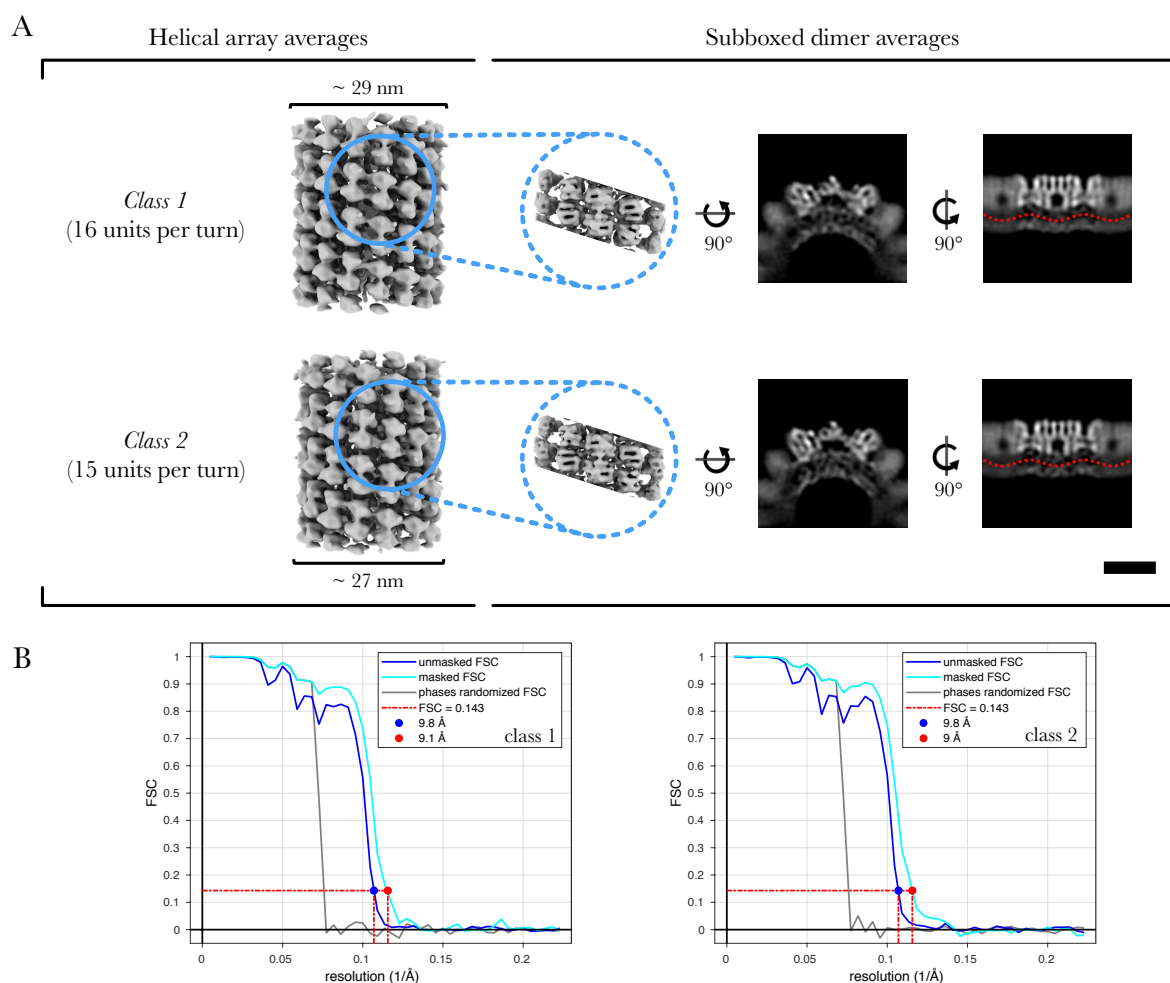 A
Helical array averages
Subboxed dimer averages
~ 29 nm
Class 1
(16 units per turn)
90°
90°
Class 2
(15 units per turn)
90°
90°
~ 27 nm
B
1
0.9
0.8
0.7
0.6
0.5
0.4
0.3
0.2
0.1
0
FSC
unmasked FSC
masked FSC
phases randomized FSC
FSC = 0.143
9.8 Å
9.1 Å
class 1
0
0.05
0.1
0.15
0.2
resolution (1/Å)
1
0.9
0.8
0.7
0.6
0.5
0.4
0.3
0.2
0.1
0
FSC
unmasked FSC
masked FSC
phases randomized FSC
FSC = 0.143
9.8 Å
9 Å
class 2
0
0.05
0.1
0.15
0.2
resolution (1/Å)